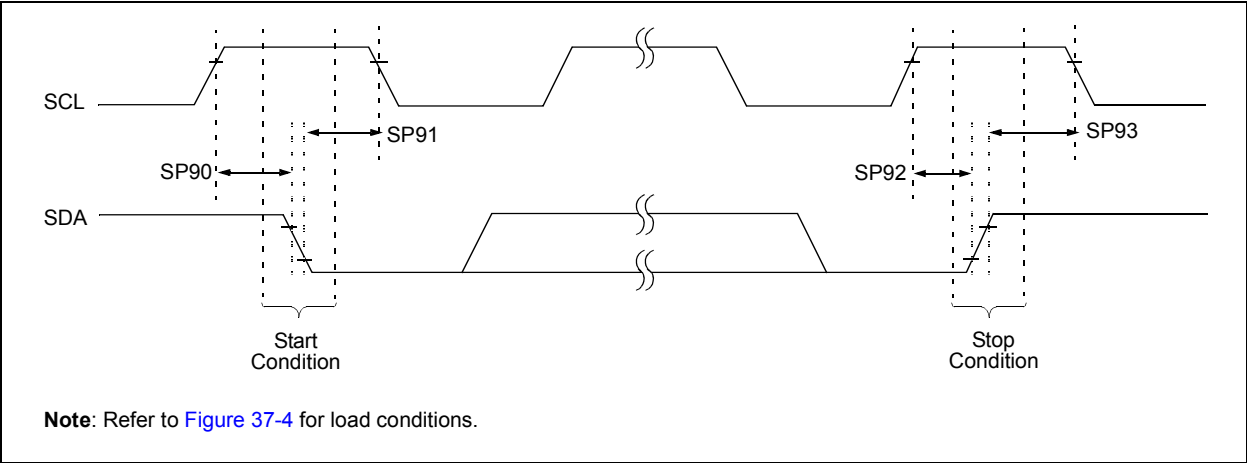 SCL
SP91
SP93
SP90
SP92
SDA
Start
Condition
Stop
Condition
Note: Refer to Figure 37-4 for load conditions.